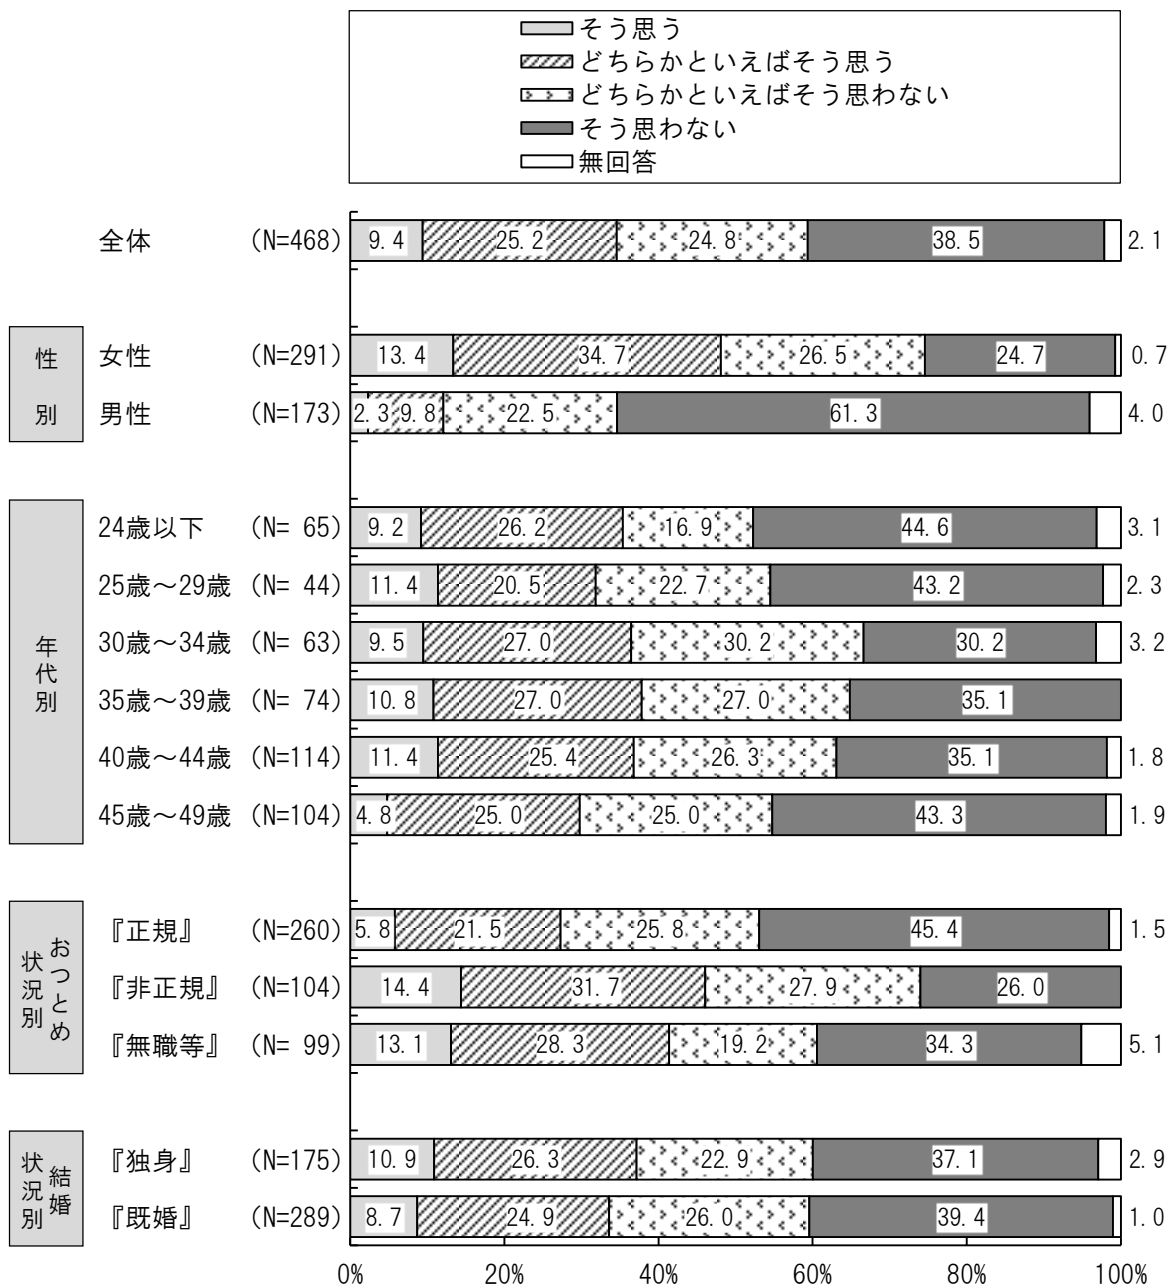 そう思う
どちらかといえばそう思う
どちらかといえばそう思わない
そう思わない
無回答
全体 (N=468) 9.4 25.2 24.8 38.5 2.1
性別
女性 (N=291) 13.4 34.7 26.5 24.7 0.7
男性 (N=173) 2.3 9.8 22.5 61.3 4.0
年代別
24歳以下 (N= 65) 9.2 26.2 16.9 44.6 3.1
25歳～29歳 (N= 44) 11.4 20.5 22.7 43.2 2.3
30歳～34歳 (N= 63) 9.5 27.0 30.2 30.2 3.2
35歳～39歳 (N= 74) 10.8 27.0 27.0 35.1
40歳～44歳 (N=114) 11.4 25.4 26.3 35.1 1.8
45歳～49歳 (N=104) 4.8 25.0 25.0 43.3 1.9
おつとめ
状況別
『正規』 (N=260) 5.8 21.5 25.8 45.4 1.5
『非正規』 (N=104) 14.4 31.7 27.9 26.0
『無職等』 (N= 99) 13.1 28.3 19.2 34.3 5.1
結婚
状況別
『独身』 (N=175) 10.9 26.3 22.9 37.1 2.9
『既婚』 (N=289) 8.7 24.9 26.0 39.4 1.0
0% 20% 40% 60% 80% 100%